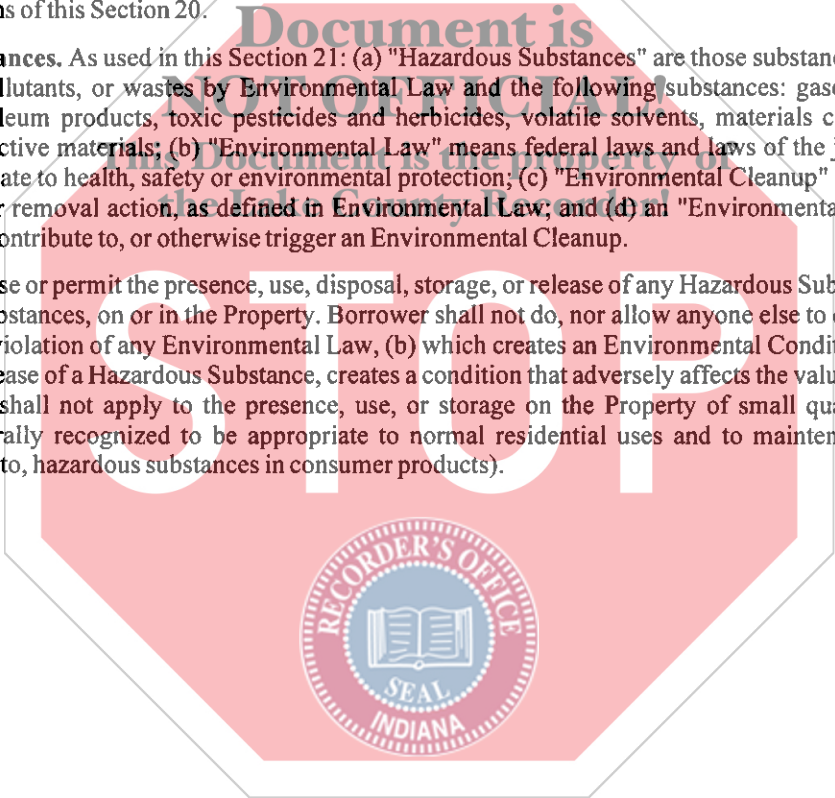 ns of this Section 20.
Document is
ances. As used in this Section 21: (a) "Hazardous Substances" are those substanc
NOT OFFICIAL!
llutants, or wastes by Environmental Law and the following substances: gaso
leum products, toxic pesticides and herbicides, volatile solvents, materials c
ctive materials; (b) "Environmental Law" means federal laws and laws of the j
This Document is the property of
ate to health, safety or environmental protection; (c) "Environmental Cleanup"
r removal action, as defined in Environmental Law; and (d) an "Environmenta
the Lake County Recorder!
ontribute to, or otherwise trigger an Environmental Cleanup.
se or permit the presence, use, disposal, storage, or release of any Hazardous Sub
bstances, on or in the Property. Borrower shall not do, nor allow anyone else to
violation of any Environmental Law, (b) which creates an Environmental Condit
ease of a Hazardous Substance, creates a condition that adversely affects the valu
shall not apply to the presence, use, or storage on the Property of small qua
rally recognized to be appropriate to normal residential uses and to mainten
to, hazardous substances in consumer products).
STOP
RECORDER'S OFFICE
SEAL
INDIANA